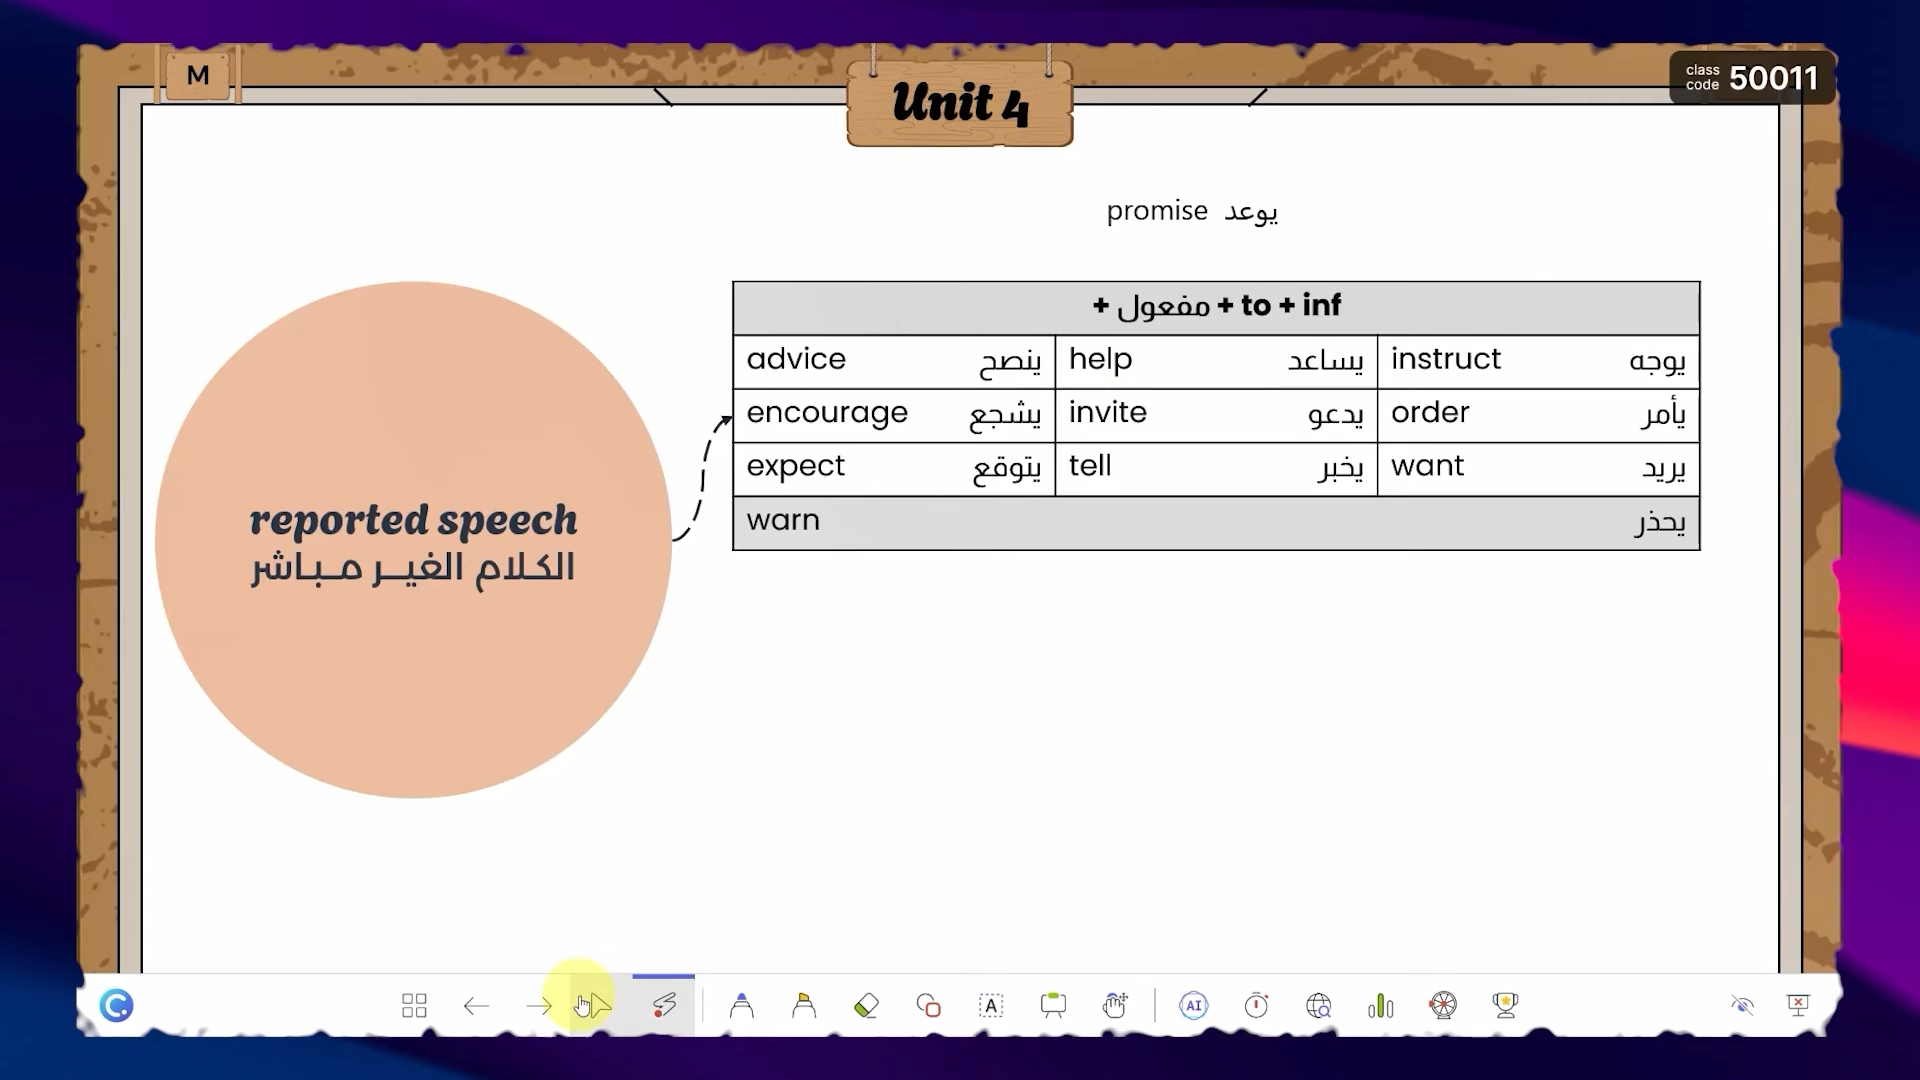 M
Unit 4
class code 50011
promise يوعد
+ مفعول + to + inf
advice ينصح help يساعد instruct يوجه
encourage يشجع invite يدعو order يأمر
expect يتوقع tell يخبر want يريد
warn يحذر
reported speech
الكلام الغير مباشر
A
AI